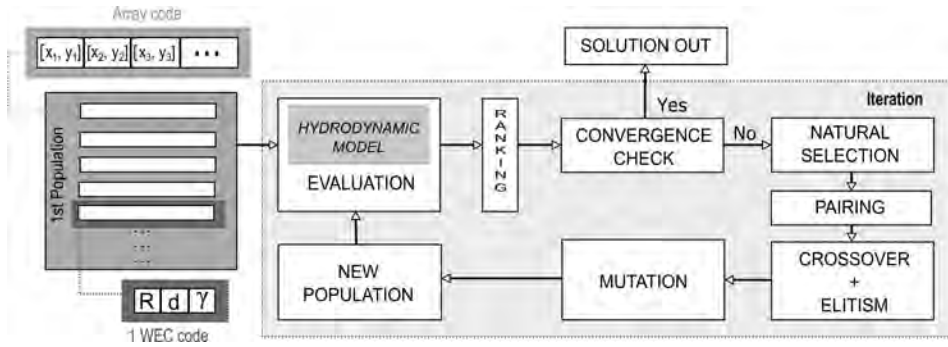 Array code
[x₁, y₁] [x₂, y₂] [x₃, y₃] ...
1st Population
...
...
...
R d γ
1 WEC code
HYDRODYNAMIC
MODEL
EVALUATION
RANKING
SOLUTION OUT
Yes
CONVERGENCE
CHECK
No
Iteration
NATURAL
SELECTION
PAIRING
CROSSOVER
+
ELITISM
MUTATION
NEW
POPULATION